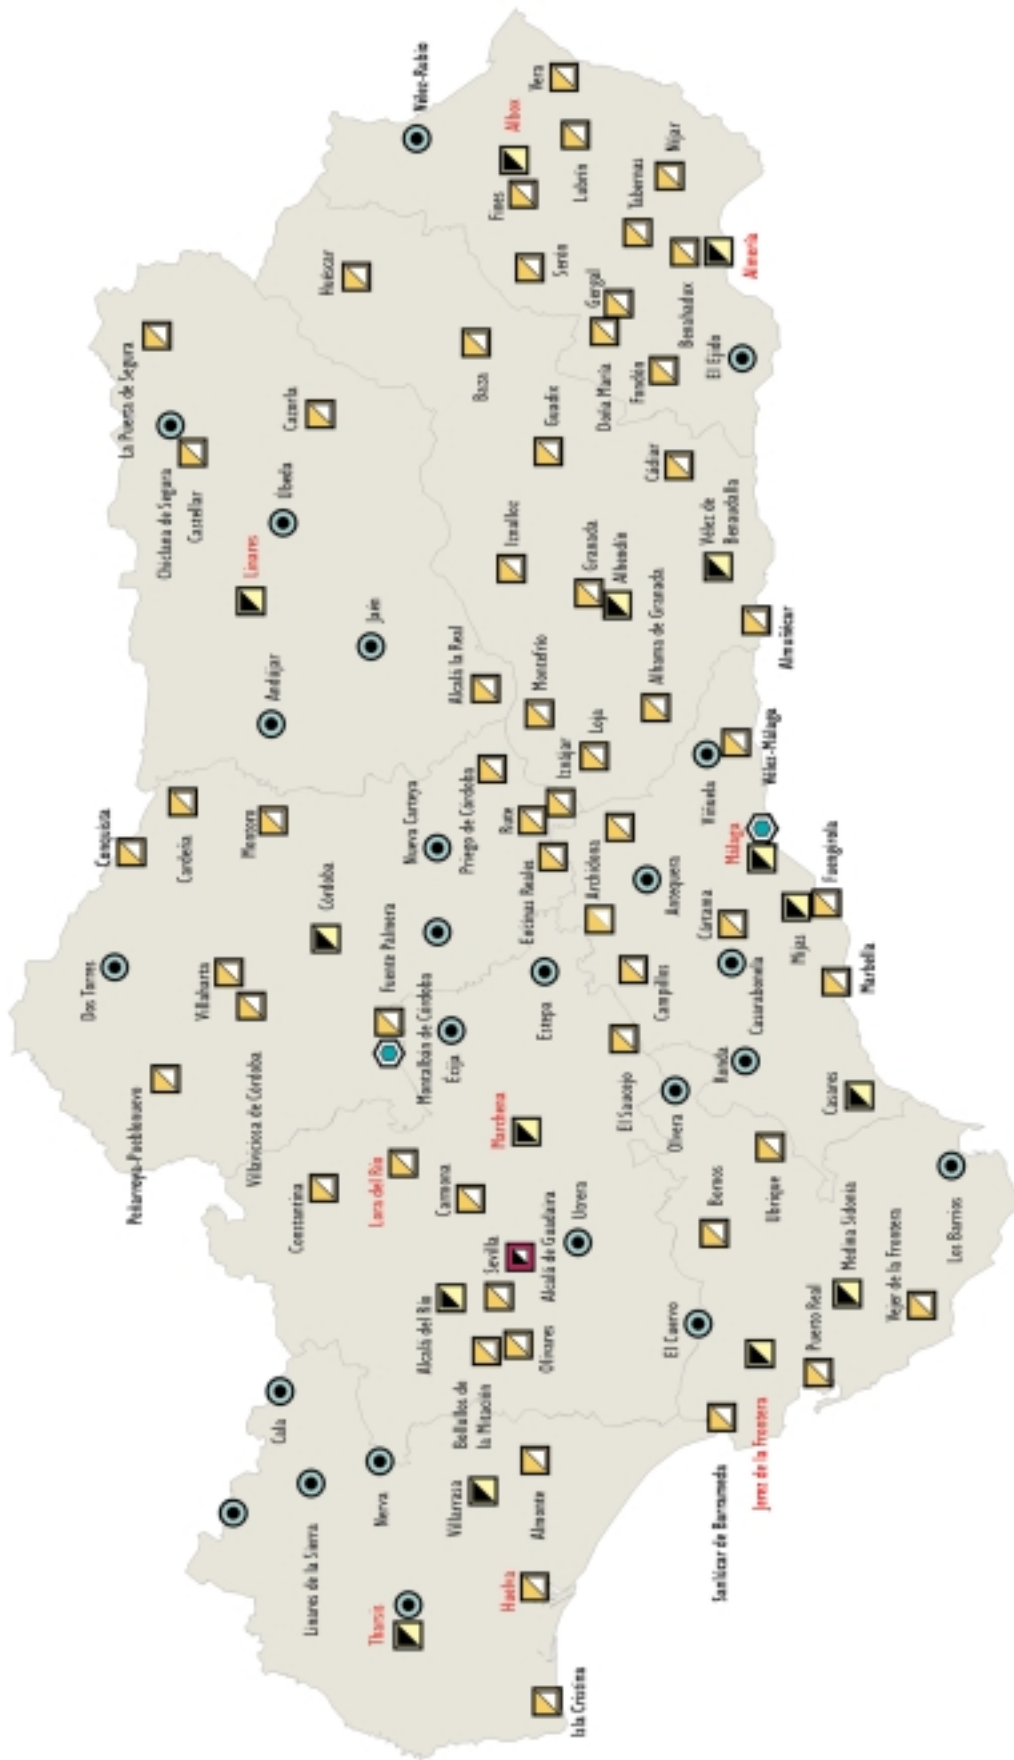 Conquista
Dos Torres
Cardeña
Peñarroya-Pueblonuevo
Villaharta
Villaviciosa de Córdoba
Montoro
Córdoba
La Puerta de Segura
Chiclana de Segura
Castellar
Linares
Úbeda
Cazorla
Andújar
Jaén
Huéscar
Vélez-Rubio
Cala
Linares de la Sierra
Nerva
Tharsis
Constantina
Lora del Río
Fuente Palmera
Montalbán de Córdoba
Écija
Nueva Carteya
Priego de Córdoba
Alcalá la Real
Baza
Albox
Fines
Vera
Lubrín
Serón
Villarrasa
Almonte
Huelva
Isla Cristina
Alcalá del Río
Bollullos de
la Mitación
Olivares
Sevilla
Carmona
Alcalá de Guadaíra
Marchena
Utrera
Estepa
Encinas Reales
Rute
Iznájar
Montefrío
Loja
Iznalloz
Guadix
Granada
Alhendín
Alhama de Granada
Gergal
Doña María
Tabernas
Níjar
Benahadux
Almería
Fondón
El Ejido
Cádiar
Vélez de
Benaudalla
Almuñécar
Archidona
Antequera
Campillos
El Saucejo
Olvera
Ronda
Viñuela
Vélez-Málaga
Málaga
Cártama
Casarabonela
Mijas
Fuengirola
Marbella
Casares
El Cuervo
Bornos
Ubrique
Sanlúcar de Barrameda
Jerez de la Frontera
Puerto Real
Medina Sidonia
Vejer de la Frontera
Los Barrios